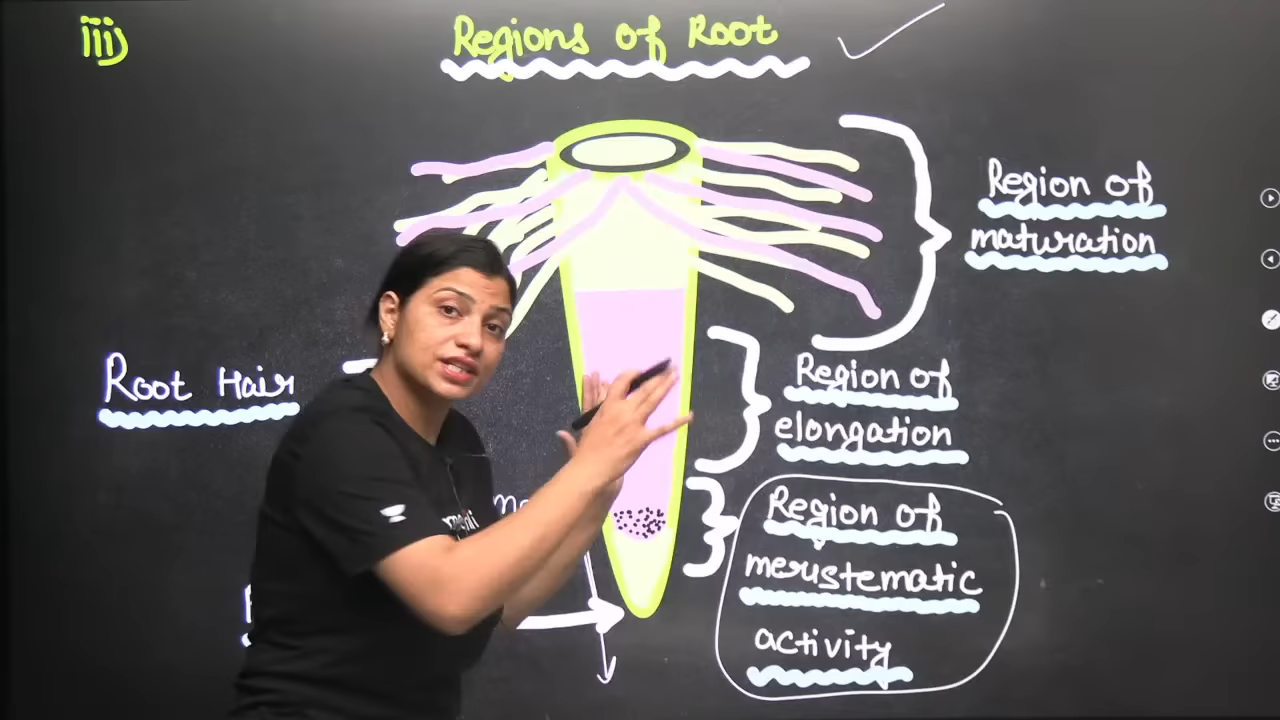 iii)
Regions of Root
Region of
maturation
Root Hair
Region of
elongation
Region of
meristematic
activity